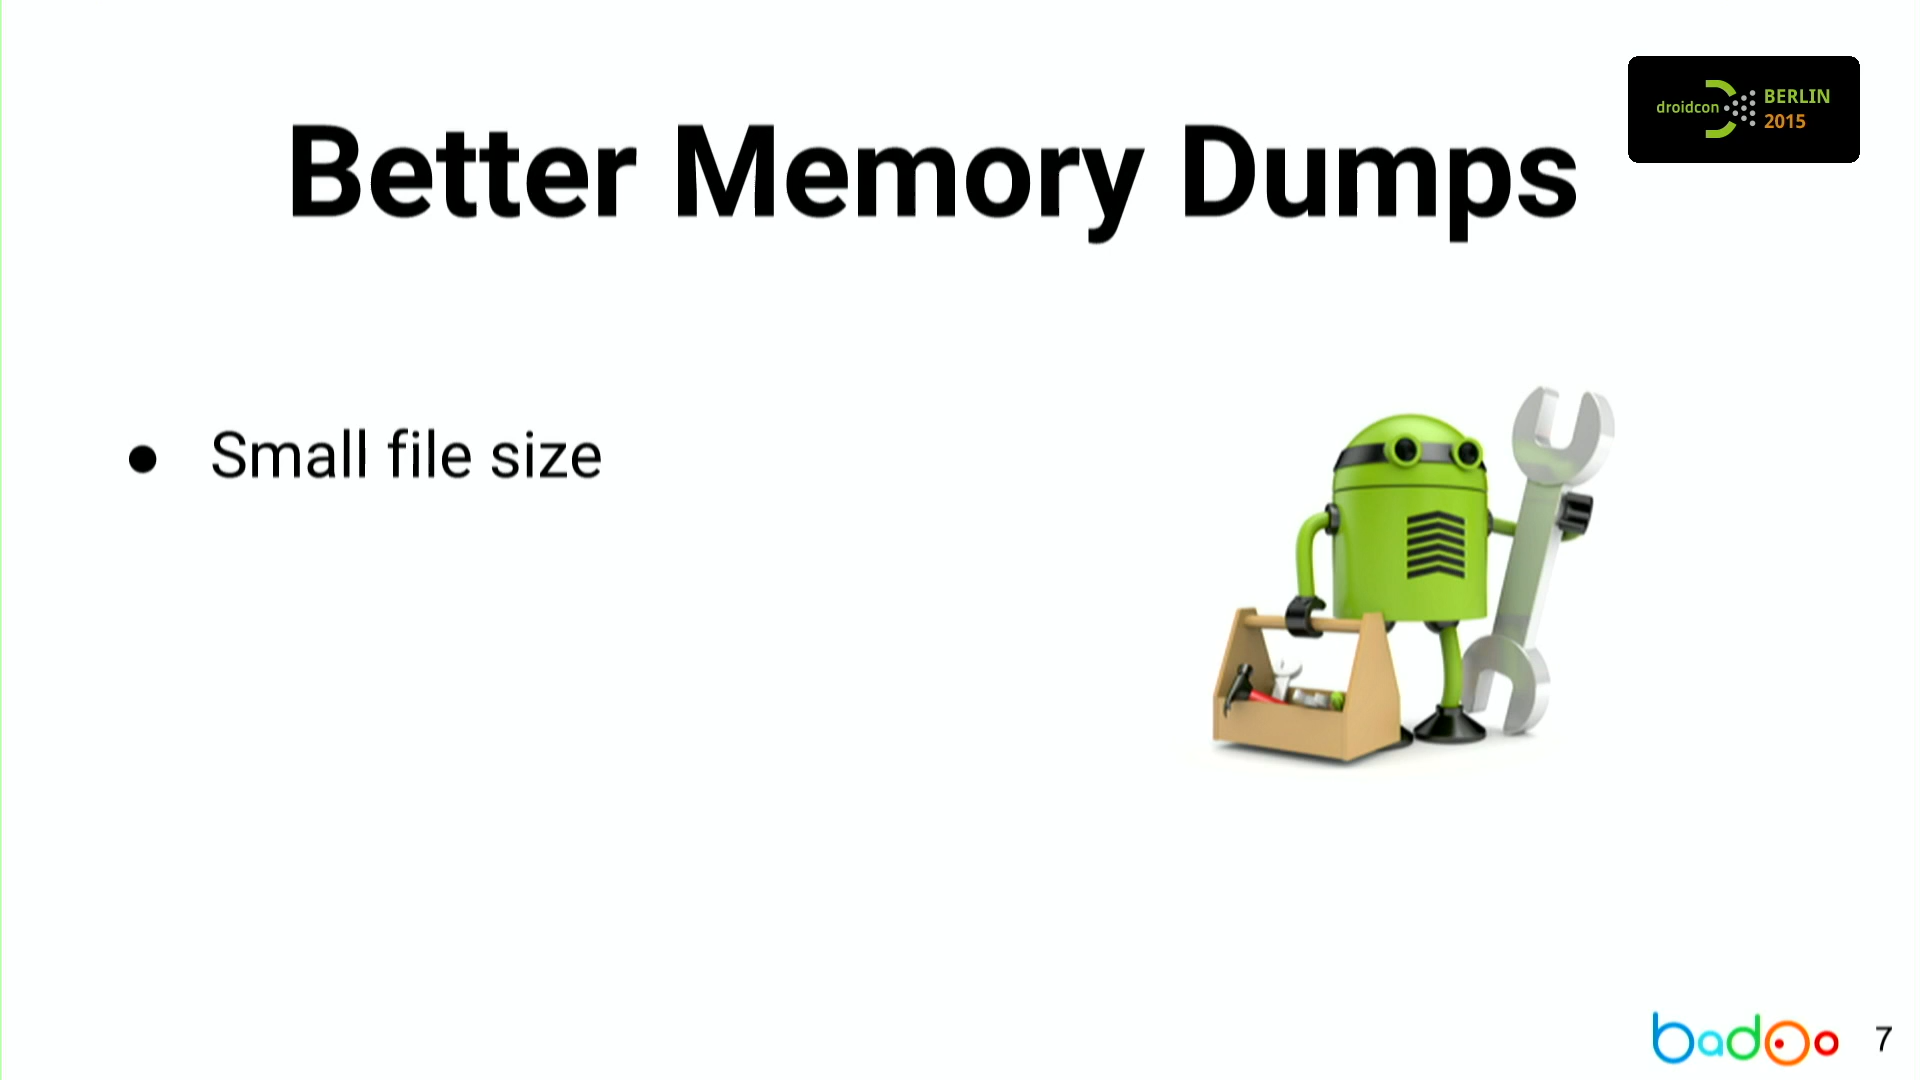 droidcon BERLIN
2015
Better Memory Dumps
● Small file size
badoo 7